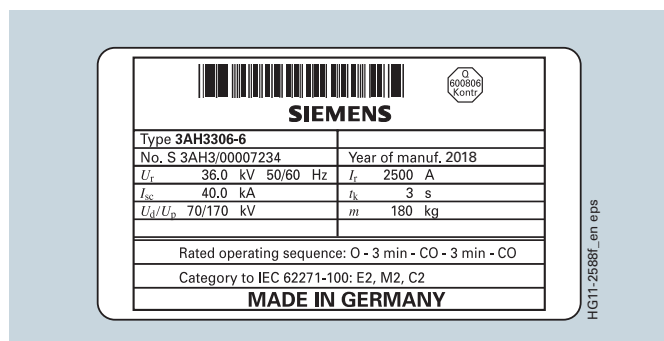 Q
600806
Kontr
SIEMENS
Type 3AH3306-6
No. S 3AH3/00007234 Year of manuf. 2018
Ur 36.0 kV 50/60 Hz Ir 2500 A
Isc 40.0 kA tk 3 s
Ud/Up 70/170 kV m 180 kg
Rated operating sequence: O - 3 min - CO - 3 min - CO
Category to IEC 62271-100: E2, M2, C2
MADE IN GERMANY
HG11-2588f_en eps